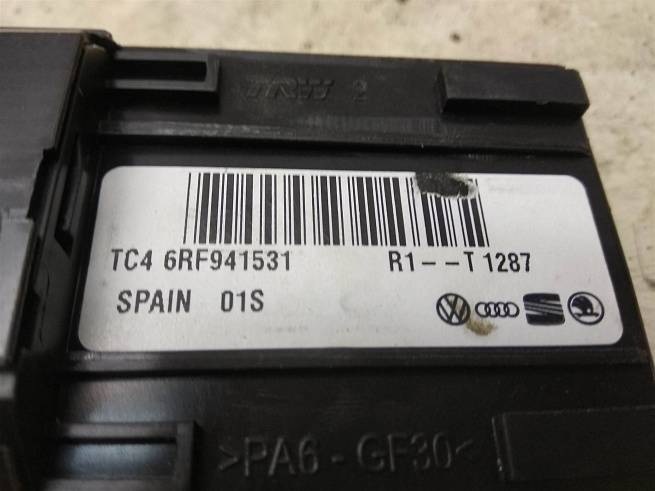 TRW 2
TC4 6RF941531 R1--T 1287
SPAIN 01S
>PA6-GF30<